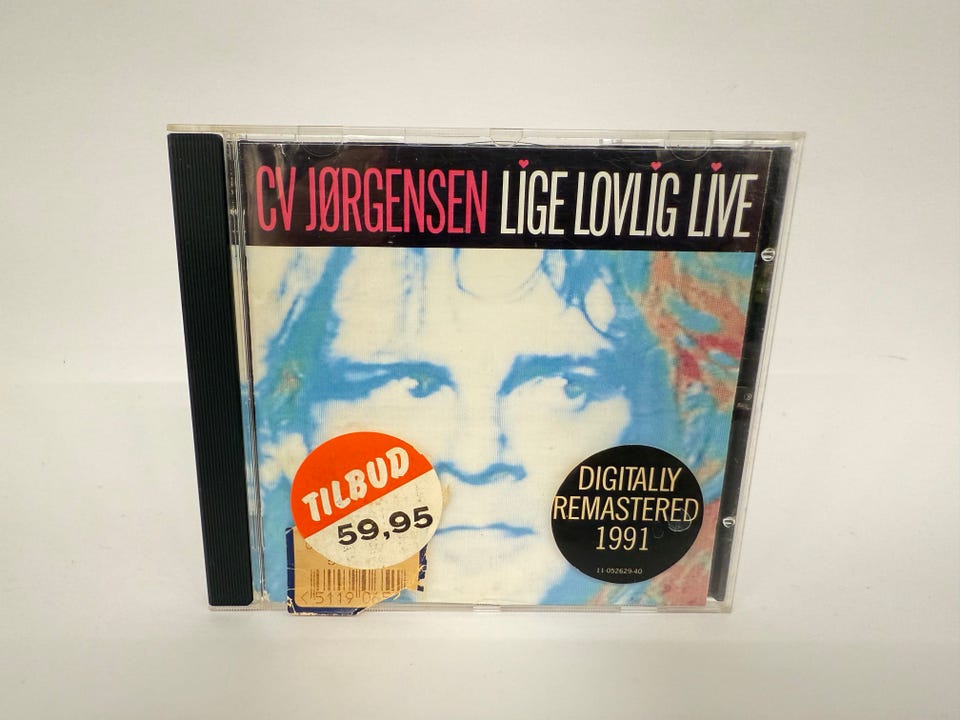 CV JØRGENSEN LIGE LOVLIG LIVE
TILBUD
59,95
DIGITALLY
REMASTERED
1991
11-052629-40